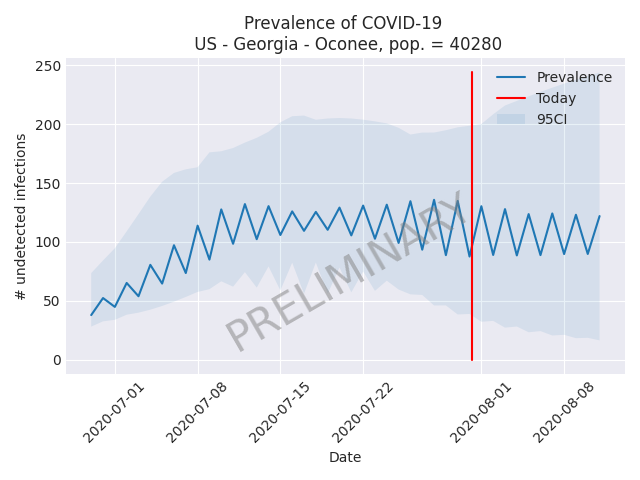 Prevalence of COVID-19
US - Georgia - Oconee, pop. = 40280
250
200
150
100
50
0
# undetected infections
Prevalence
Today
95CI
PRELIMINARY
2020-07-01
2020-07-08
2020-07-15
2020-07-22
2020-08-01
2020-08-08
Date